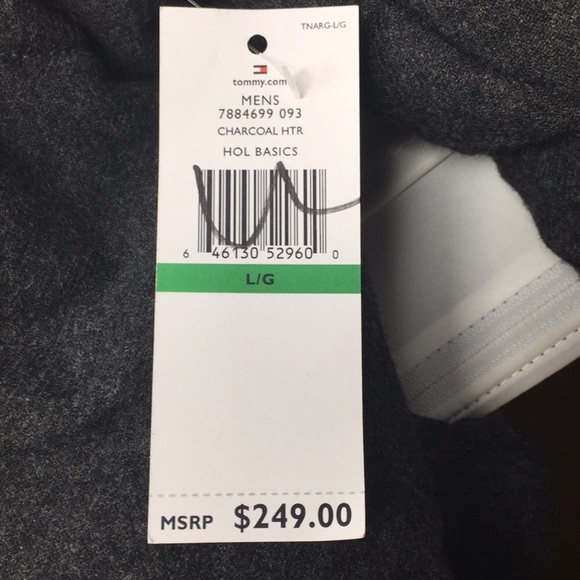 TNARG-L/G
tommy.com
MENS
7884699 093
CHARCOAL HTR
HOL BASICS
6 46130 52960 0
L/G
MSRP $249.00